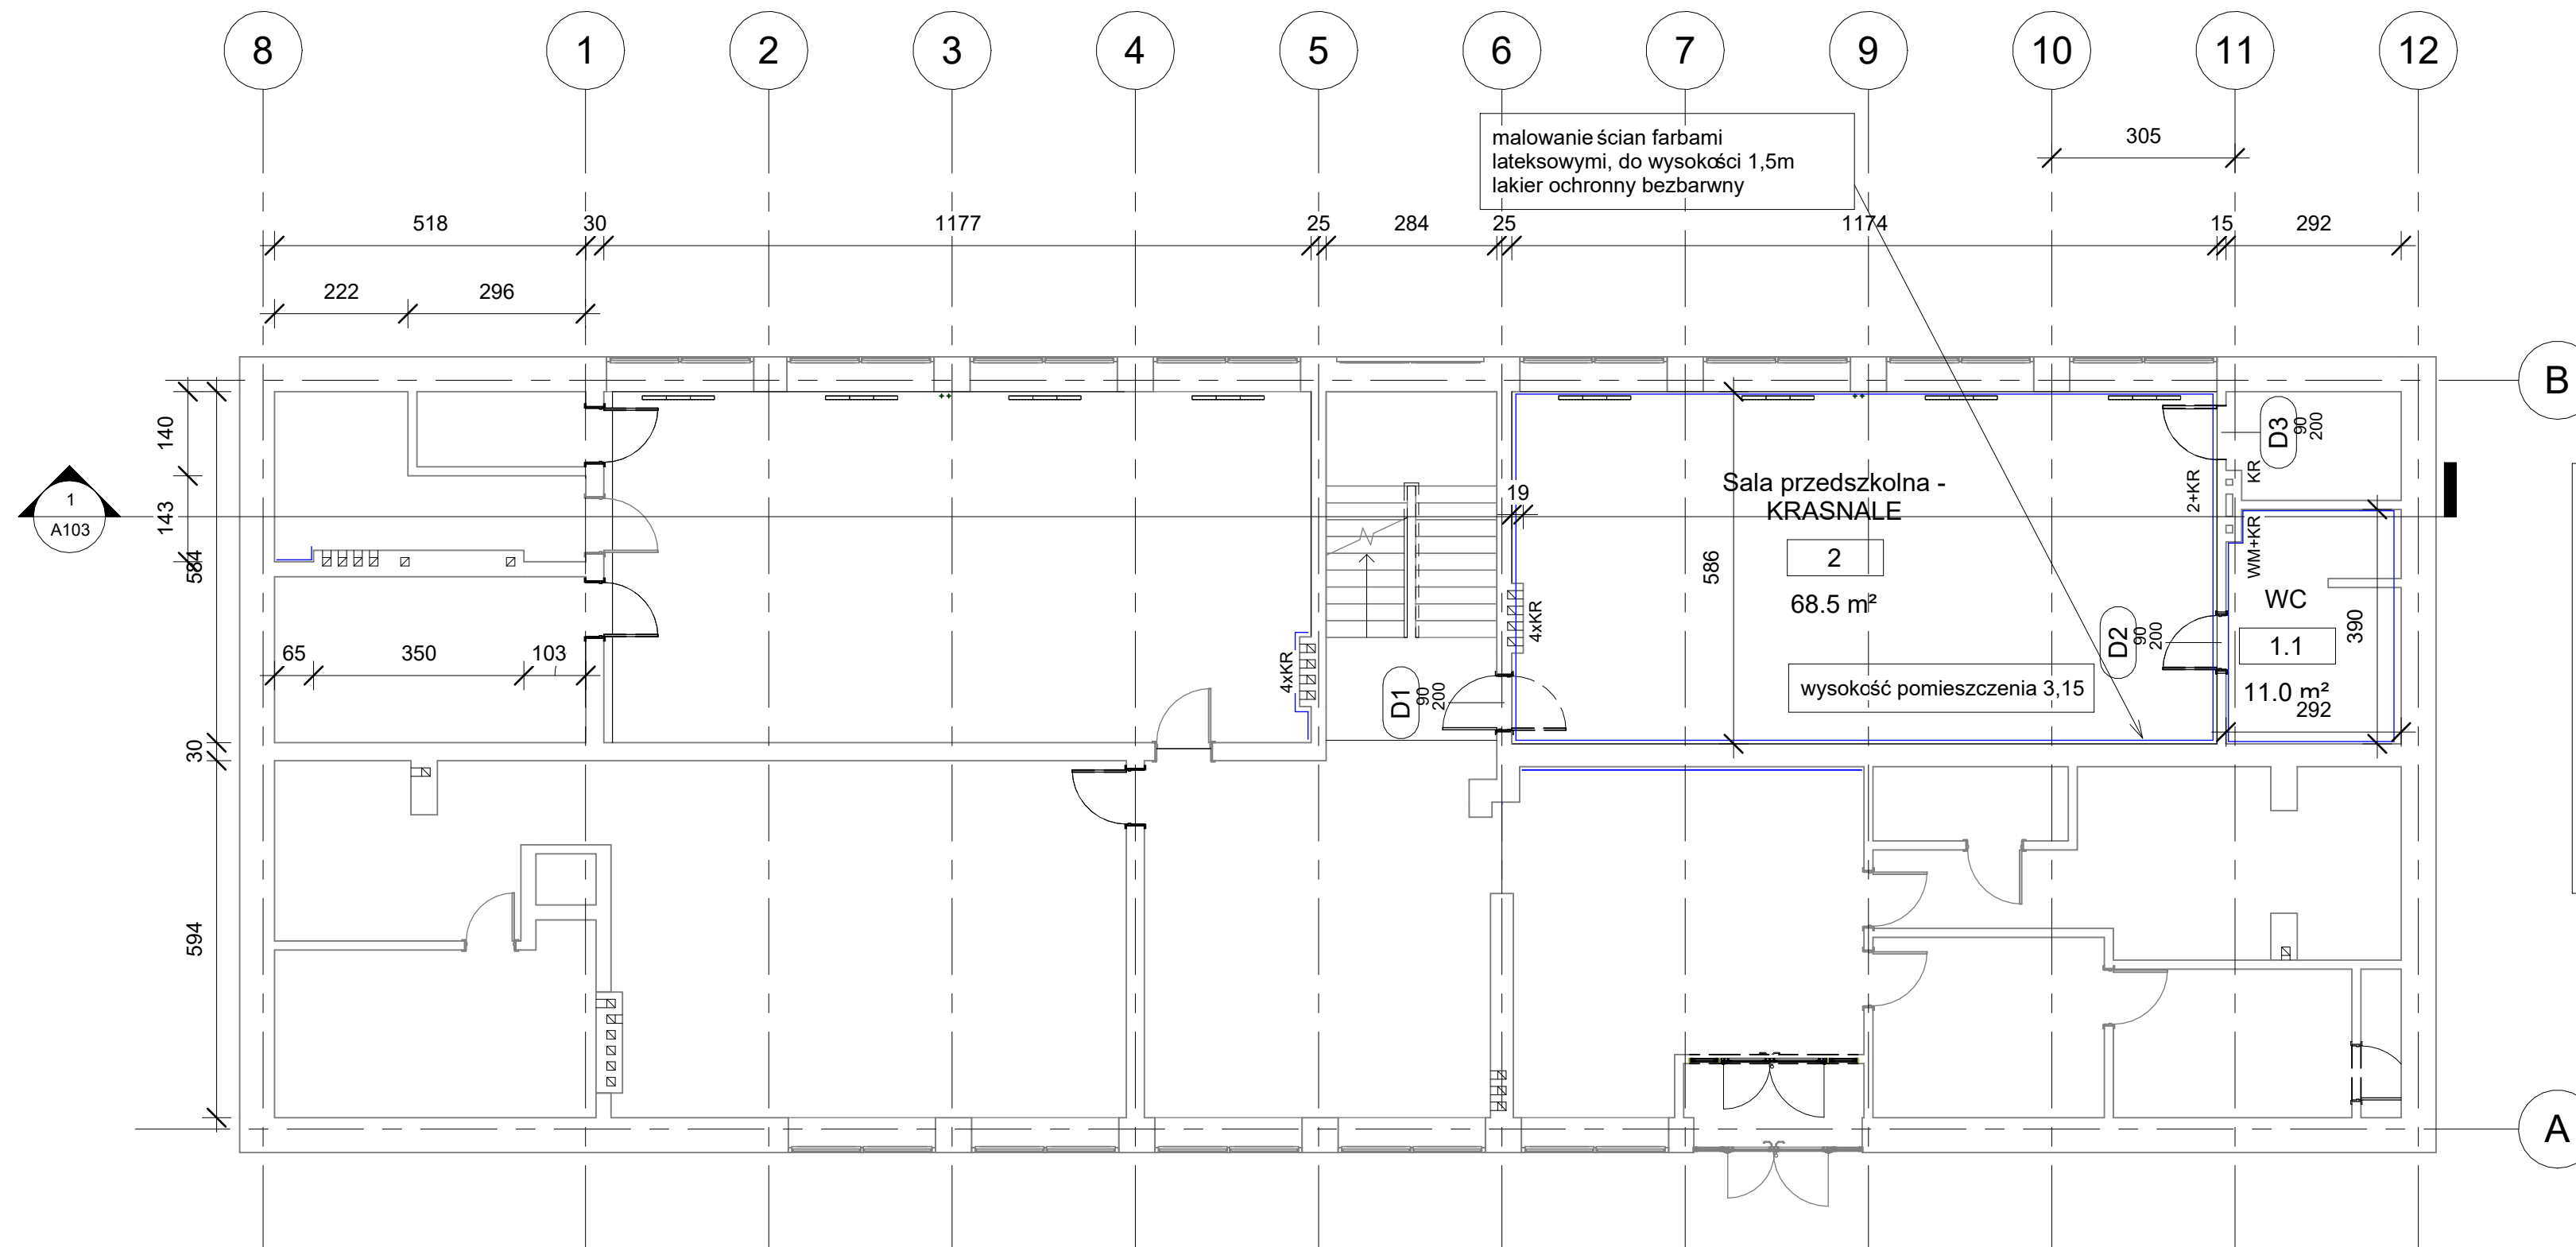 8 1 2 3 4 5 6 7 9 10 11 12
malowanie ścian farbami
lateksowymi, do wysokości 1,5m
lakier ochronny bezbarwny
305
518 30 1177 25 284 25 1174 15 292
222 296
B
140
143
584
30
594
1
A103
65 350 103
4xKR
19
4xKR
D1
90
200
Sala przedszkolna -
KRASNALE
2
68.5 m²
586
wysokość pomieszczenia 3,15
2+KR
KR
WM+KR
D3
90
200
D2
90
200
WC
1.1
11.0 m²
292
390
A